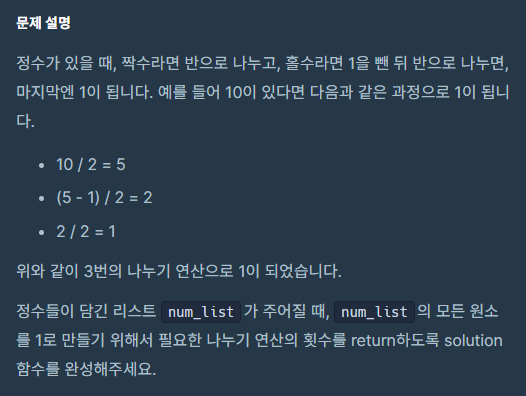 문제 설명
정수가 있을 때, 짝수라면 반으로 나누고, 홀수라면 1을 뺀 뒤 반으로 나누면,
마지막엔 1이 됩니다. 예를 들어 10이 있다면 다음과 같은 과정으로 1이 됩니
다.
• 10 / 2 = 5
• (5 - 1) / 2 = 2
• 2 / 2 = 1
위와 같이 3번의 나누기 연산으로 1이 되었습니다.
정수들이 담긴 리스트 num_list 가 주어질 때, num_list 의 모든 원소
를 1로 만들기 위해서 필요한 나누기 연산의 횟수를 return하도록 solution
함수를 완성해주세요.